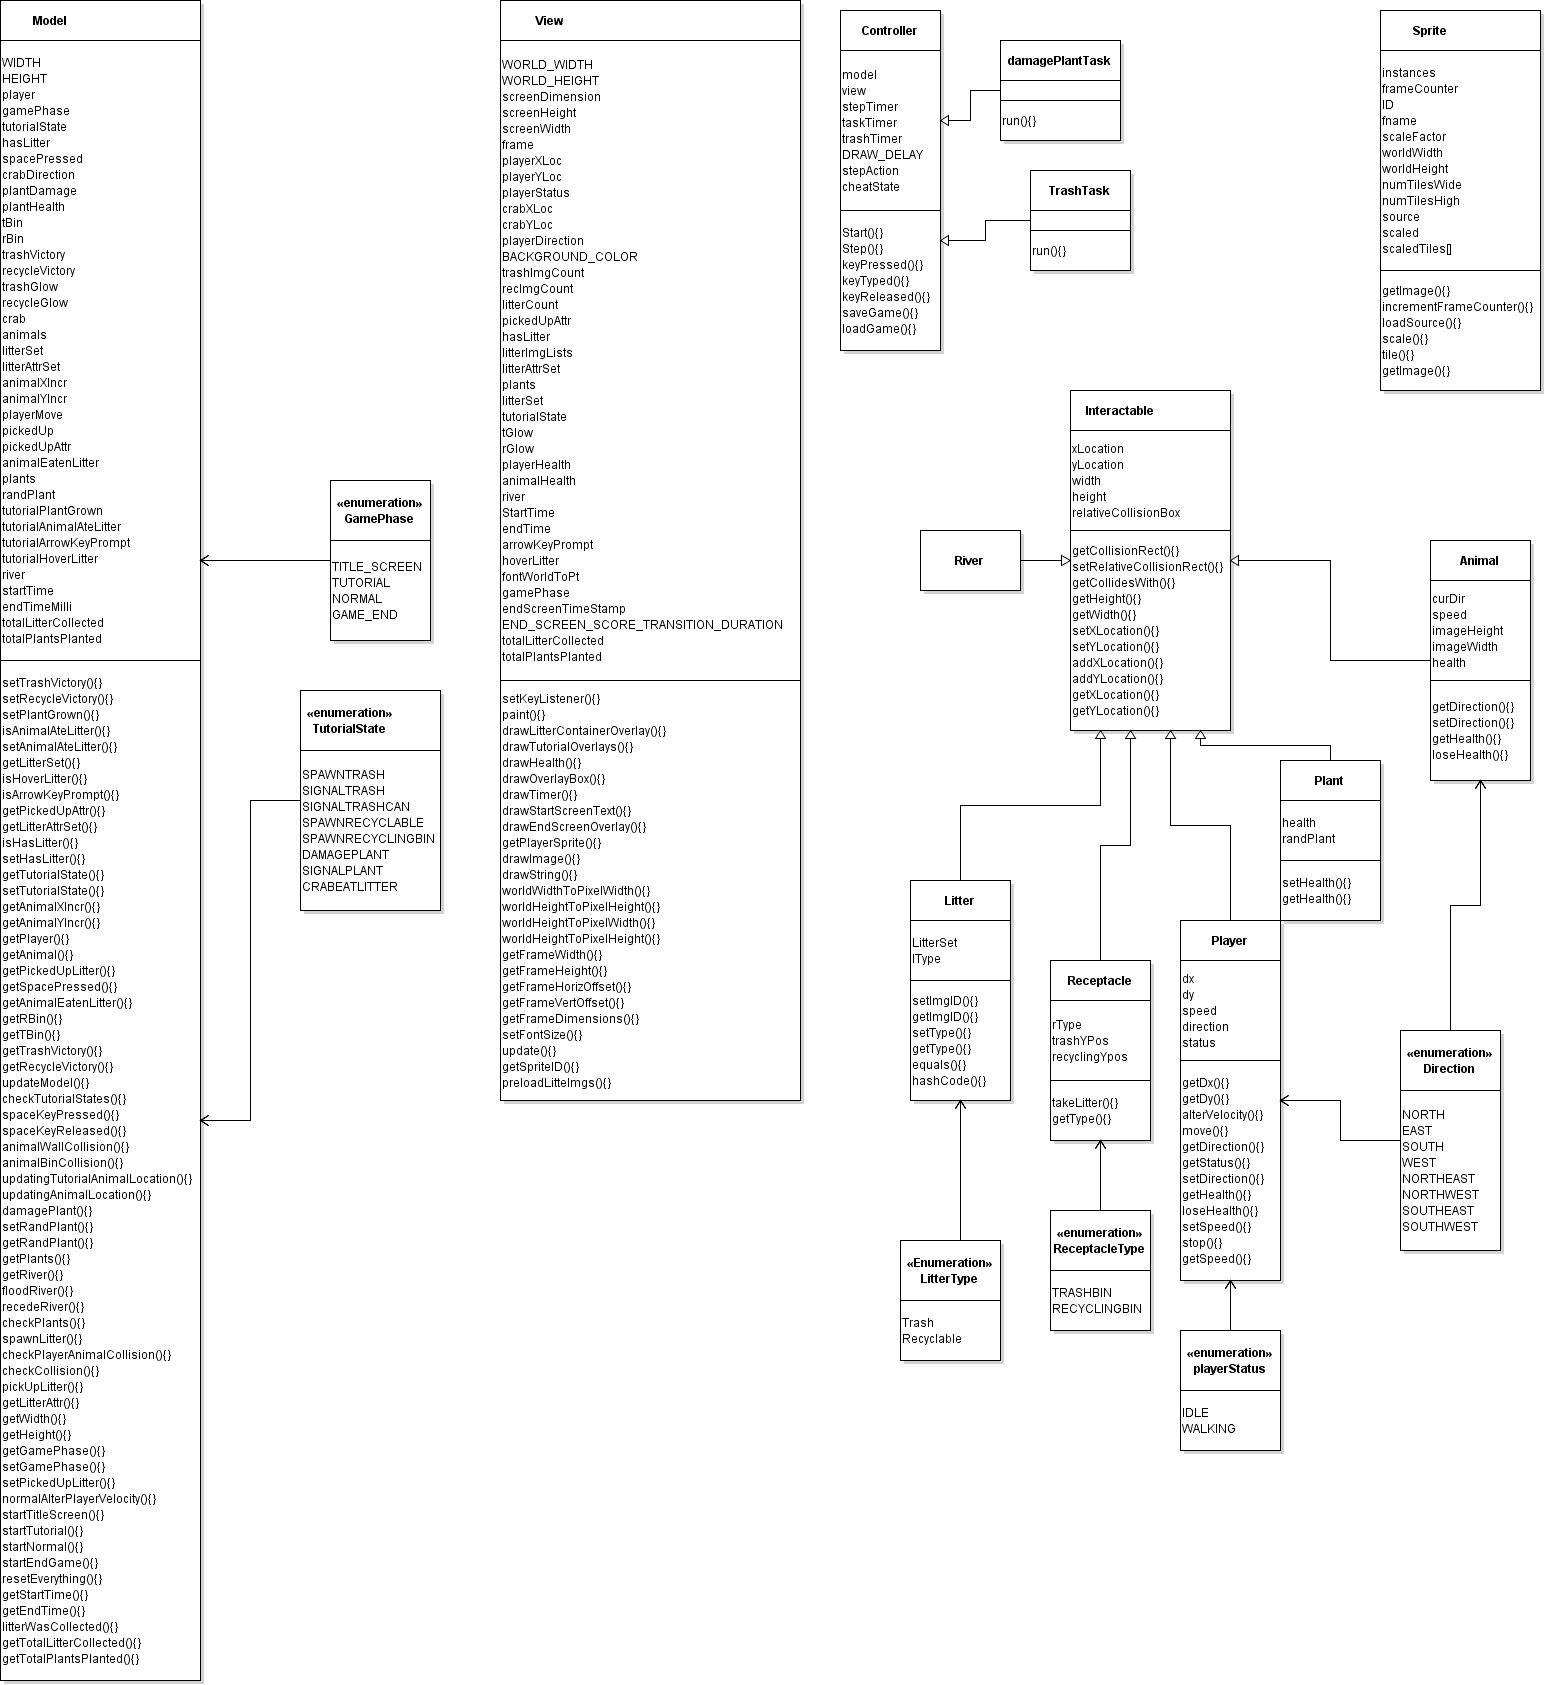 Model
WIDTH
HEIGHT
player
gamePhase
tutorialState
hasLitter
spacePressed
crabDirection
plantDamage
plantHealth
tBin
rBin
trashVictory
recycleVictory
trashGlow
recycleGlow
crab
animals
litterSet
litterAttrSet
animalXIncr
animalYIncr
playerMove
pickedUp
pickedUpAttr
animalEatenLitter
plants
randPlant
tutorialPlantGrown
tutorialAnimalAteLitter
tutorialArrowKeyPrompt
tutorialHoverLitter
river
startTime
endTimeMilli
totalLitterCollected
totalPlantsPlanted
setTrashVictory(){}
setRecycleVictory(){}
setPlantGrown(){}
isAnimalAteLitter(){}
setAnimalAteLitter(){}
getLitterSet(){}
isHoverLitter(){}
isArrowKeyPrompt(){}
getPickedUpAttr(){}
getLitterAttrSet(){}
isHasLitter(){}
setHasLitter(){}
getTutorialState(){}
setTutorialState(){}
getAnimalXIncr(){}
getAnimalYIncr(){}
getPlayer(){}
getAnimal(){}
getPickedUpLitter(){}
getSpacePressed(){}
getAnimalEatenLitter(){}
getRBin(){}
getTBin(){}
getTrashVictory(){}
getRecycleVictory(){}
updateModel(){}
checkTutorialStates(){}
spaceKeyPressed(){}
spaceKeyReleased(){}
animalWallCollision(){}
animalBinCollision(){}
updatingTutorialAnimalLocation(){}
updatingAnimalLocation(){}
damagePlant(){}
setRandPlant(){}
getRandPlant(){}
getPlants(){}
getRiver(){}
floodRiver(){}
recedeRiver(){}
checkPlants(){}
spawnLitter(){}
checkPlayerAnimalCollision(){}
checkCollision(){}
pickUpLitter(){}
getLitterAttr(){}
getWidth(){}
getHeight(){}
getGamePhase(){}
setGamePhase(){}
setPickedUpLitter(){}
normalAlterPlayerVelocity(){}
startTitleScreen(){}
startTutorial(){}
startNormal(){}
startEndGame(){}
resetEverything(){}
getStartTime(){}
getEndTime(){}
litterWasCollected(){}
getTotalLitterCollected(){}
getTotalPlantsPlanted(){}
«enumeration»
GamePhase
TITLE_SCREEN
TUTORIAL
NORMAL
GAME_END
«enumeration»
TutorialState
SPAWNTRASH
SIGNALTRASH
SIGNALTRASHCAN
SPAWNRECYCLABLE
SPAWNRECYCLINGBIN
DAMAGEPLANT
SIGNALPLANT
CRABEATLITTER
View
WORLD_WIDTH
WORLD_HEIGHT
screenDimension
screenHeight
screenWidth
frame
playerXLoc
playerYLoc
playerStatus
crabXLoc
crabYLoc
playerDirection
BACKGROUND_COLOR
trashImgCount
recImgCount
litterCount
pickedUpAttr
hasLitter
litterImgLists
litterAttrSet
plants
litterSet
tutorialState
tGlow
rGlow
playerHealth
animalHealth
river
StartTime
endTime
arrowKeyPrompt
hoverLitter
fontWorldToPt
gamePhase
endScreenTimeStamp
END_SCREEN_SCORE_TRANSITION_DURATION
totalLitterCollected
totalPlantsPlanted
setKeyListener(){}
paint(){}
drawLitterContainerOverlay(){}
drawTutorialOverlays(){}
drawHealth(){}
drawOverlayBox(){}
drawTimer(){}
drawStartScreenText(){}
drawEndScreenOverlay(){}
getPlayerSprite(){}
drawImage(){}
drawString(){}
worldWidthToPixelWidth(){}
worldHeightToPixelHeight(){}
worldHeightToPixelWidth(){}
worldHeightToPixelHeight(){}
getFrameWidth(){}
getFrameHeight(){}
getFrameHorizOffset(){}
getFrameVertOffset(){}
getFrameDimensions(){}
setFontSize(){}
update(){}
getSpriteID(){}
preloadLitteImgs(){}
Controller
model
view
stepTimer
taskTimer
trashTimer
DRAW_DELAY
stepAction
cheatState
Start(){}
Step(){}
keyPressed(){}
keyTyped(){}
keyReleased(){}
saveGame(){}
loadGame(){}
damagePlantTask
run(){}
TrashTask
run(){}
Sprite
instances
frameCounter
ID
fname
scaleFactor
worldWidth
worldHeight
numTilesWide
numTilesHigh
source
scaled
scaledTiles[]
getImage(){}
incrementFrameCounter(){}
loadSource(){}
scale(){}
tile(){}
getImage(){}
Interactable
xLocation
yLocation
width
height
relativeCollisionBox
getCollisionRect(){}
setRelativeCollisionRect(){}
getCollidesWith(){}
getHeight(){}
getWidth(){}
setXLocation(){}
setYLocation(){}
addXLocation(){}
addYLocation(){}
getXLocation(){}
getYLocation(){}
River
Animal
curDir
speed
imageHeight
imageWidth
health
getDirection(){}
setDirection(){}
getHealth(){}
loseHealth(){}
Plant
health
randPlant
setHealth(){}
getHealth(){}
Litter
LitterSet
lType
setImgID(){}
getImgID(){}
setType(){}
getType(){}
equals(){}
hashCode(){}
Receptacle
rType
trashYPos
recyclingYpos
takeLitter(){}
getType(){}
Player
dx
dy
speed
direction
status
getDx(){}
getDy(){}
alterVelocity(){}
move(){}
getDirection(){}
getStatus(){}
setDirection(){}
getHealth(){}
loseHealth(){}
setSpeed(){}
stop(){}
getSpeed(){}
«enumeration»
Direction
NORTH
EAST
SOUTH
WEST
NORTHEAST
NORTHWEST
SOUTHEAST
SOUTHWEST
«Enumeration»
LitterType
Trash
Recyclable
«enumeration»
ReceptacleType
TRASHBIN
RECYCLINGBIN
«enumeration»
playerStatus
IDLE
WALKING